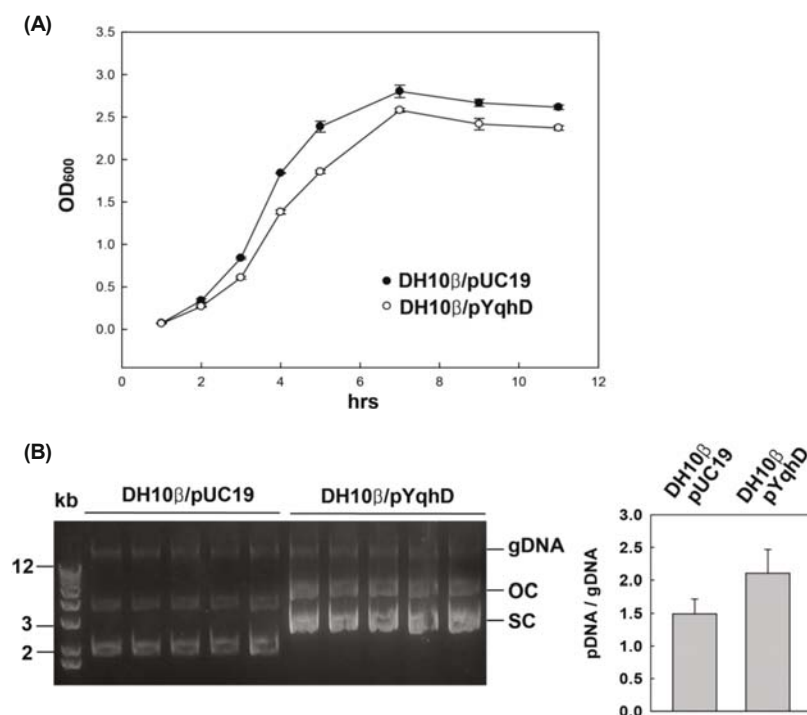 (A)
3.5
3.0
2.5
2.0
1.5
1.0
0.5
0.0
OD600
DH10β/pUC19
DH10β/pYqhD
0 2 4 6 8 10 12
hrs
(B)
kb DH10β/pUC19 DH10β/pYqhD
12
3
2
gDNA
OC
SC
DH10β
pUC19
DH10β
pYqhD
3.0
2.5
2.0
1.5
1.0
0.5
0.0
pDNA / gDNA